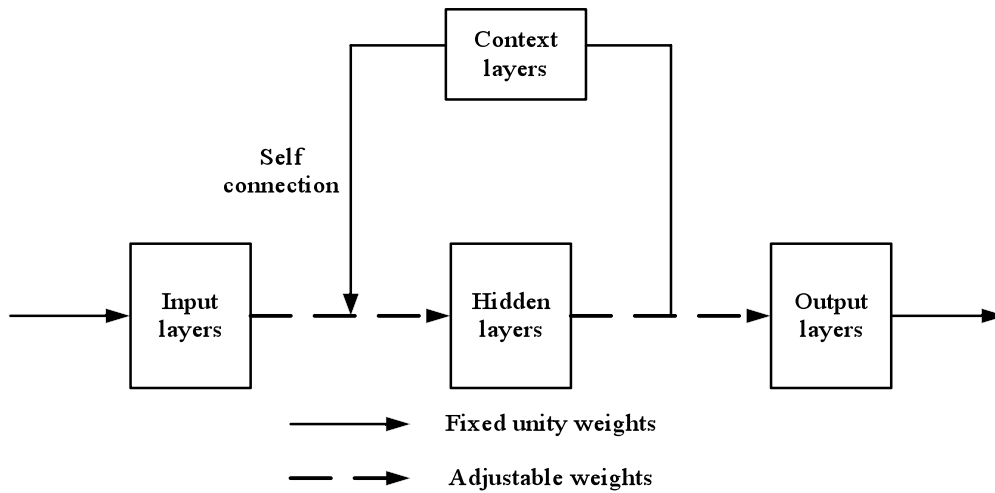 Context
layers
Self
connection
Input
layers
Hidden
layers
Output
layers
Fixed unity weights
Adjustable weights